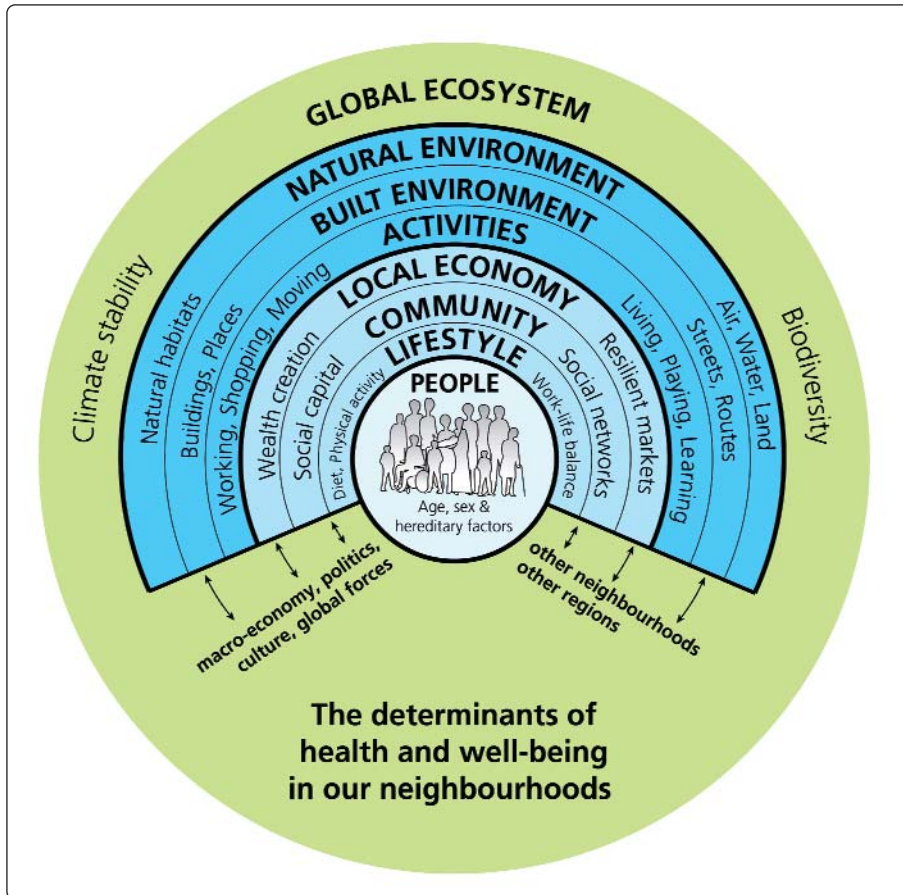 GLOBAL ECOSYSTEM
NATURAL ENVIRONMENT
BUILT ENVIRONMENT
ACTIVITIES
LOCAL ECONOMY
COMMUNITY
LIFESTYLE
PEOPLE
Age, sex &
hereditary factors
Climate stability
Natural habitats
Buildings, Places
Working, Shopping, Moving
Wealth creation
Social capital
Diet, Physical activity
Work-life balance
Social networks
Resilient markets
Living, Playing, Learning
Streets, Routes
Air, Water, Land
Biodiversity
macro-economy, politics,
culture, global forces
other neighbourhoods
other regions
The determinants of
health and well-being
in our neighbourhoods